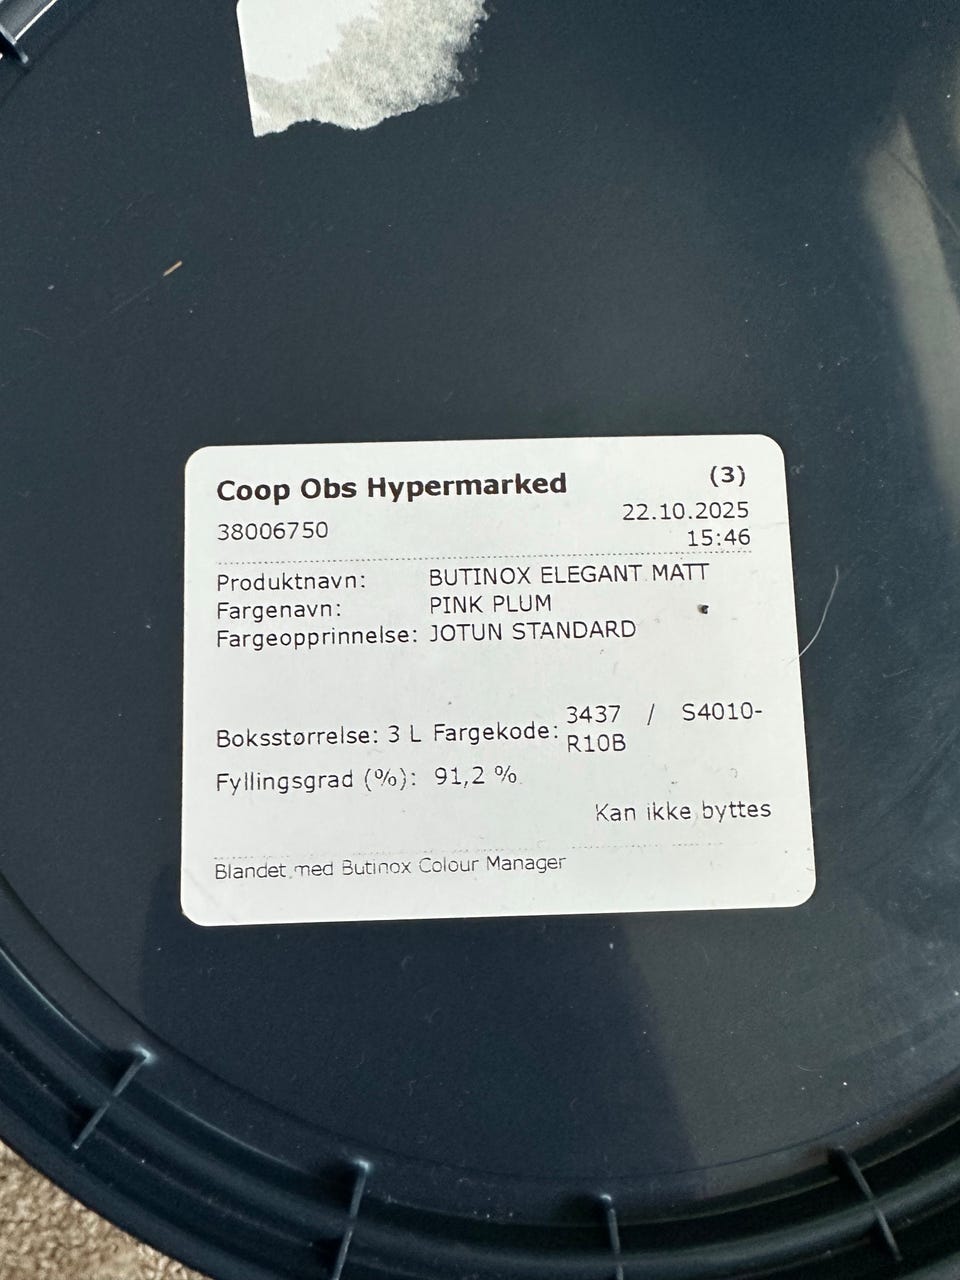 Coop Obs Hypermarked (3)
38006750 22.10.2025
15:46
Produktnavn: BUTINOX ELEGANT MATT
Fargenavn: PINK PLUM
Fargeopprinnelse: JOTUN STANDARD
Boksstørrelse: 3 L Fargekode: 3437 / S4010-
R10B
Fyllingsgrad (%): 91,2 %
Kan ikke byttes
Blandet med Butinox Colour Manager